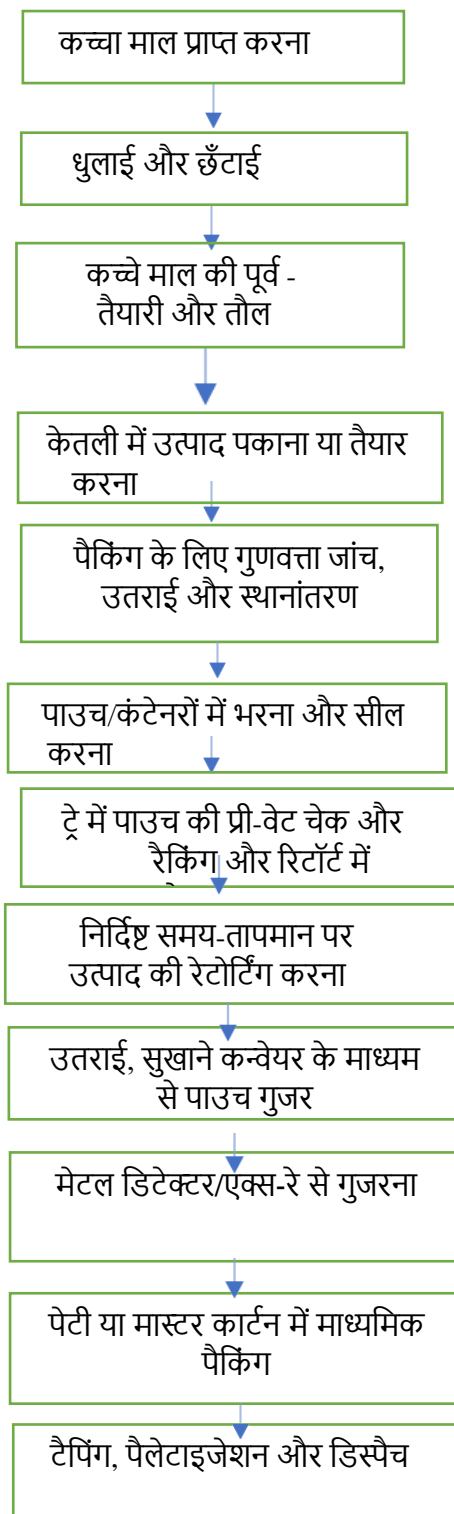 कच्चा माल प्राप्त करना
धुलाई और छँटाई
कच्चे माल की पूर्व -
तैयारी और तौल
केतली में उत्पाद पकाना या तैयार
करना
पैकिंग के लिए गुणवत्ता जांच,
उतराई और स्थानांतरण
पाउच/कंटेनरों में भरना और सील
करना
ट्रे में पाउच की प्री-वेट चेक और
रैकिंग और रिटॉर्ट में
निर्दिष्ट समय-तापमान पर
उत्पाद की रेटोर्टिंग करना
उतराई, सुखाने कन्वेयर के माध्यम
से पाउच गुजर
मेटल डिटेक्टर/एक्स-रे से गुजरना
पेटी या मास्टर कार्टन में माध्यमिक
पैकिंग
टैपिंग, पैलेटाइजेशन और डिस्पैच